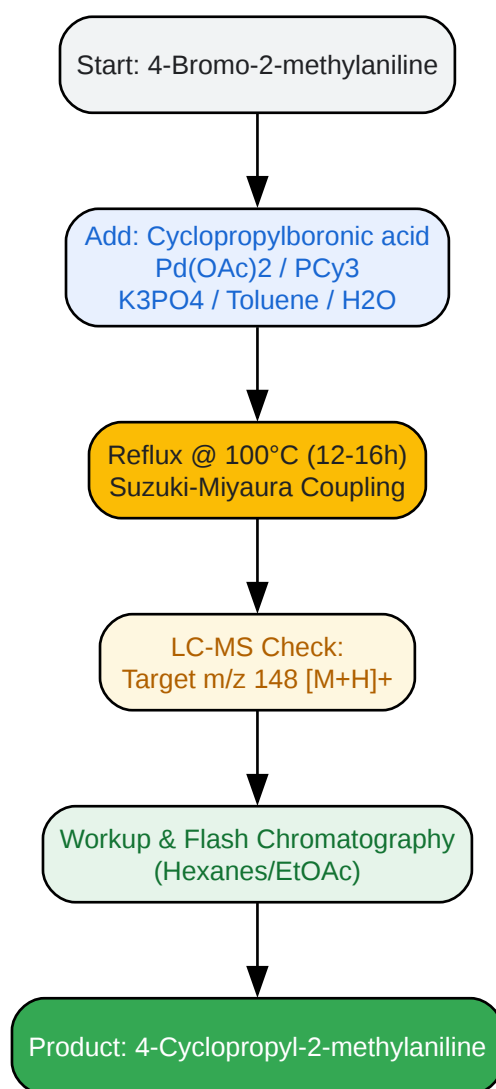 Start: 4-Bromo-2-methylaniline
Add: Cyclopropylboronic acid
Pd(OAc)2 / PCy3
K3PO4 / Toluene / H2O
Reflux @ 100°C (12-16h)
Suzuki-Miyaura Coupling
LC-MS Check:
Target m/z 148 [M+H]+
Workup & Flash Chromatography
(Hexanes/EtOAc)
Product: 4-Cyclopropyl-2-methylaniline